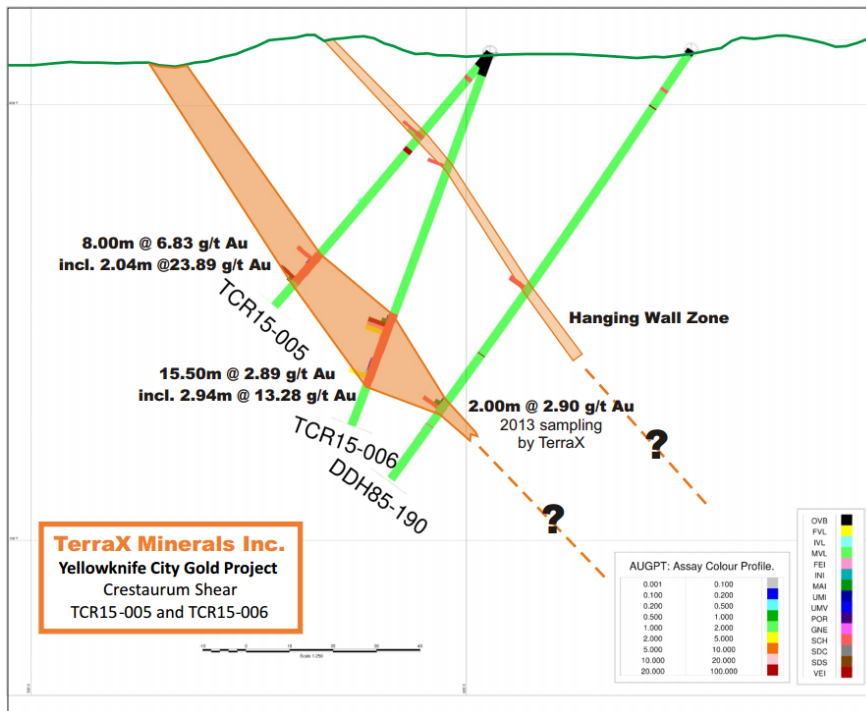 8.00m @ 6.83 g/t Au
incl. 2.04m @23.89 g/t Au
TCR15-005
Hanging Wall Zone
15.50m @ 2.89 g/t Au
incl. 2.94m @ 13.28 g/t Au
2.00m @ 2.90 g/t Au
2013 sampling
by TerraX
TCR15-006
DDH85-190
?
?
TerraX Minerals Inc.
Yellowknife City Gold Project
Crestaurum Shear
TCR15-005 and TCR15-006
Scale 1:250
AUGPT: Assay Colour Profile.
0.001 0.100
0.100 0.200
0.200 0.500
0.500 1.000
1.000 2.000
2.000 5.000
5.000 10.000
10.000 20.000
20.000 100.000
OVB
FVL
IVL
MVL
FEI
INI
MAI
UMI
UMV
POR
GNE
SCH
SDC
SDS
VEI